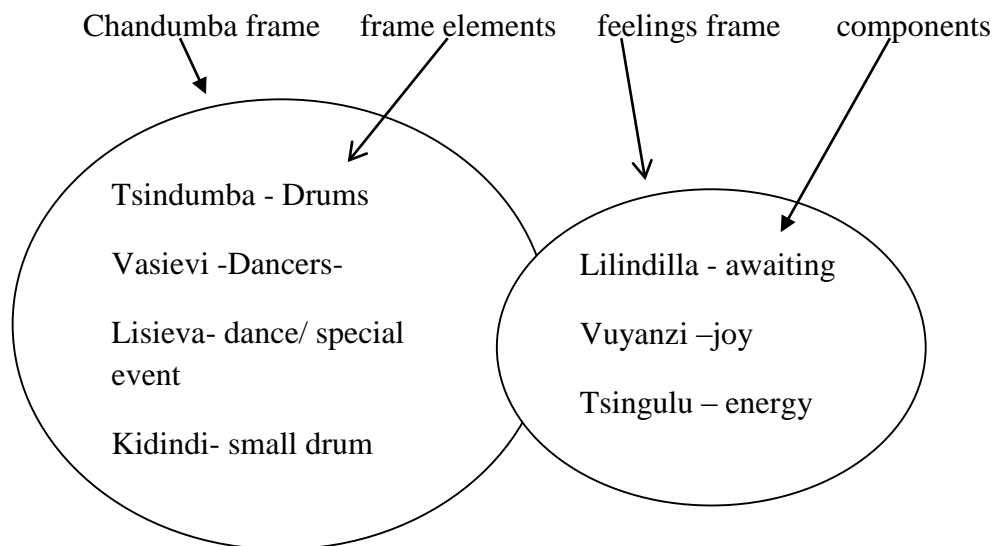 Chandumba frame frame elements feelings frame components
Tsindumba - Drums
Vasievi -Dancers-
Lisieva- dance/ special
event
Kidindi- small drum
Lilindilla - awaiting
Vuyanzi –joy
Tsingulu – energy